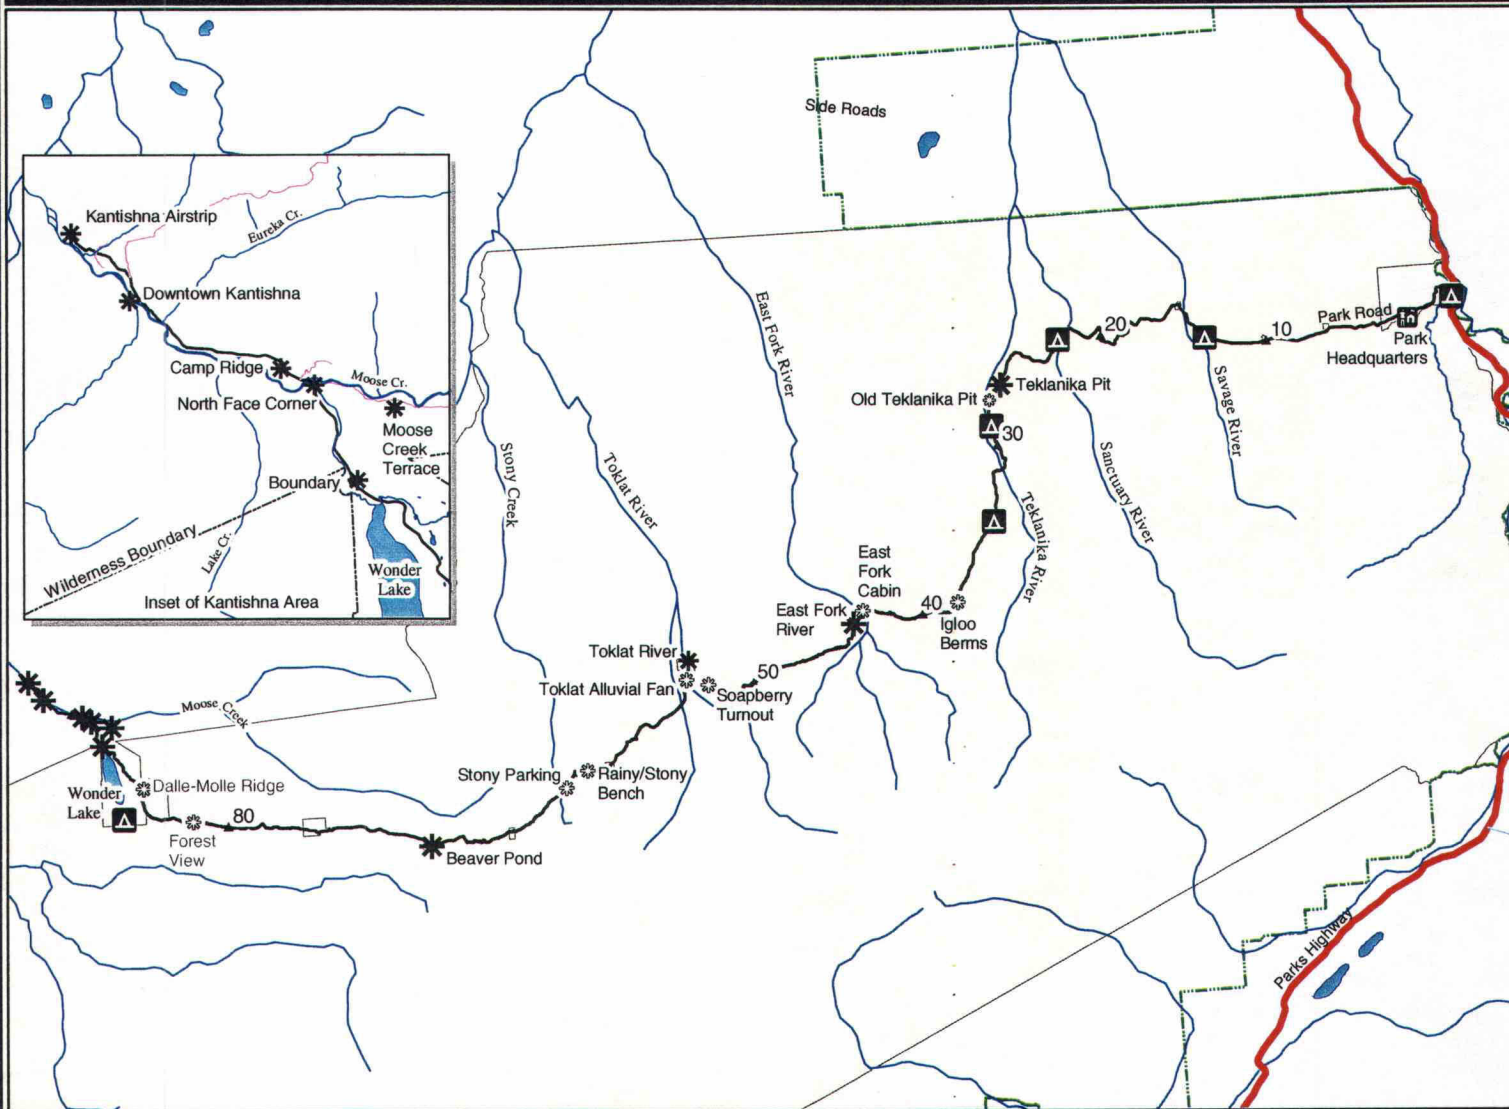 Side Roads
Kantishna Airstrip
Eureka Cr.
Downtown Kantishna
Camp Ridge
Moose Cr.
North Face Corner
Moose
Creek
Terrace
Boundary
Wilderness Boundary
Lake Cr.
Wonder
Lake
Inset of Kantishna Area
East Fork River
Park Road
10
20
Park
Headquarters
Teklanika Pit
Old Teklanika Pit
30
Savage River
Sanctuary River
Teklanika River
Stony Creek
Toklat River
East
Fork
Cabin
40
Igloo
Berms
East Fork
River
50
Toklat River
Toklat Alluvial Fan
Soapberry
Turnout
Moose Creek
Stony Parking
Rainy/Stony
Bench
Dalle-Molle Ridge
Wonder
Lake
80
Forest
View
Beaver Pond
Parks Highway